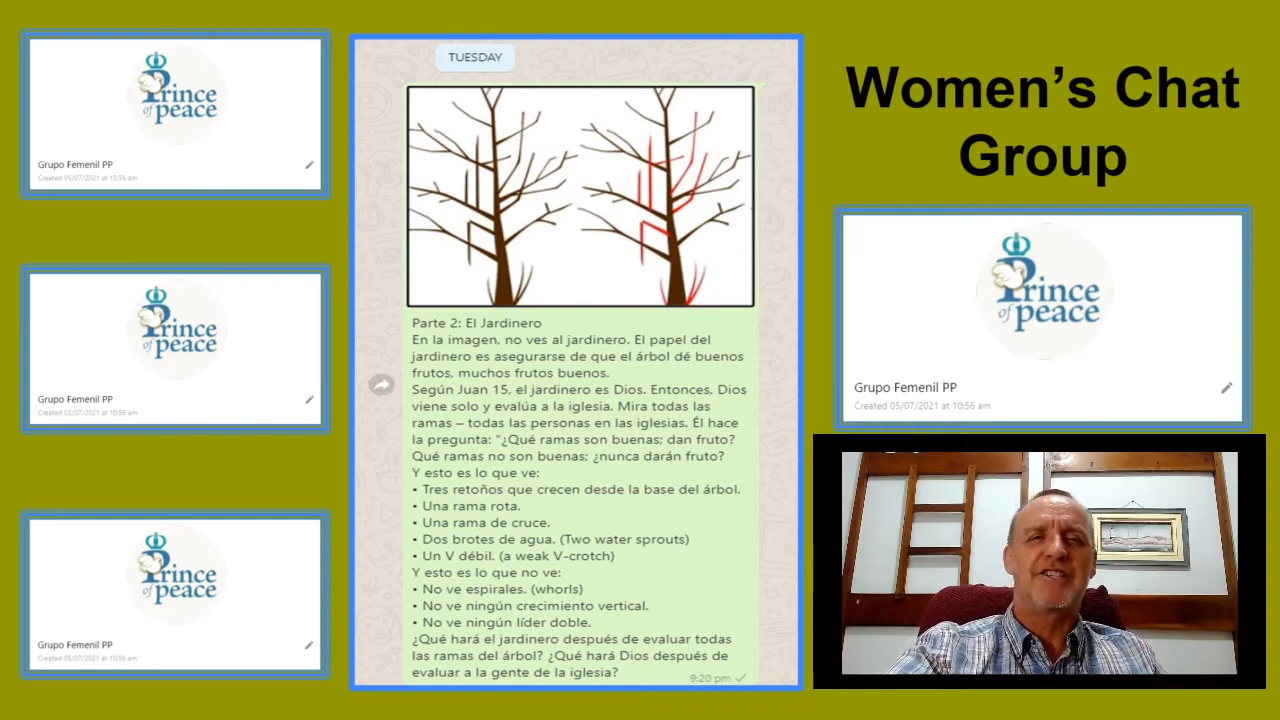 Prince
of peace
Grupo Femenil PP
Created 05/07/2021 at 10:56 am
Prince
of peace
Grupo Femenil PP
Created 05/07/2021 at 10:56 am
Prince
of peace
Grupo Femenil PP
Created 05/07/2021 at 10:56 am
TUESDAY
Parte 2: El Jardinero
En la imagen, no ves al jardinero. El papel del
jardinero es asegurarse de que el árbol dé buenos
frutos, muchos frutos buenos.
Según Juan 15, el jardinero es Dios. Entonces, Dios
viene solo y evalúa a la iglesia. Mira todas las
ramas – todas las personas en las iglesias. Él hace
la pregunta: "¿Qué ramas son buenas; dan fruto?
Qué ramas no son buenas; ¿nunca darán fruto?
Y esto es lo que ve:
• Tres retoños que crecen desde la base del árbol.
• Una rama rota.
• Una rama de cruce.
• Dos brotes de agua. (Two water sprouts)
• Un V débil. (a weak V-crotch)
Y esto es lo que no ve:
• No ve espirales. (whorls)
• No ve ningún crecimiento vertical.
• No ve ningún líder doble.
¿Qué hará el jardinero después de evaluar todas
las ramas del árbol? ¿Qué hará Dios después de
evaluar a la gente de la iglesia?
9:20 pm
Women's Chat
Group
Prince
of peace
Grupo Femenil PP
Created 05/07/2021 at 10:56 am